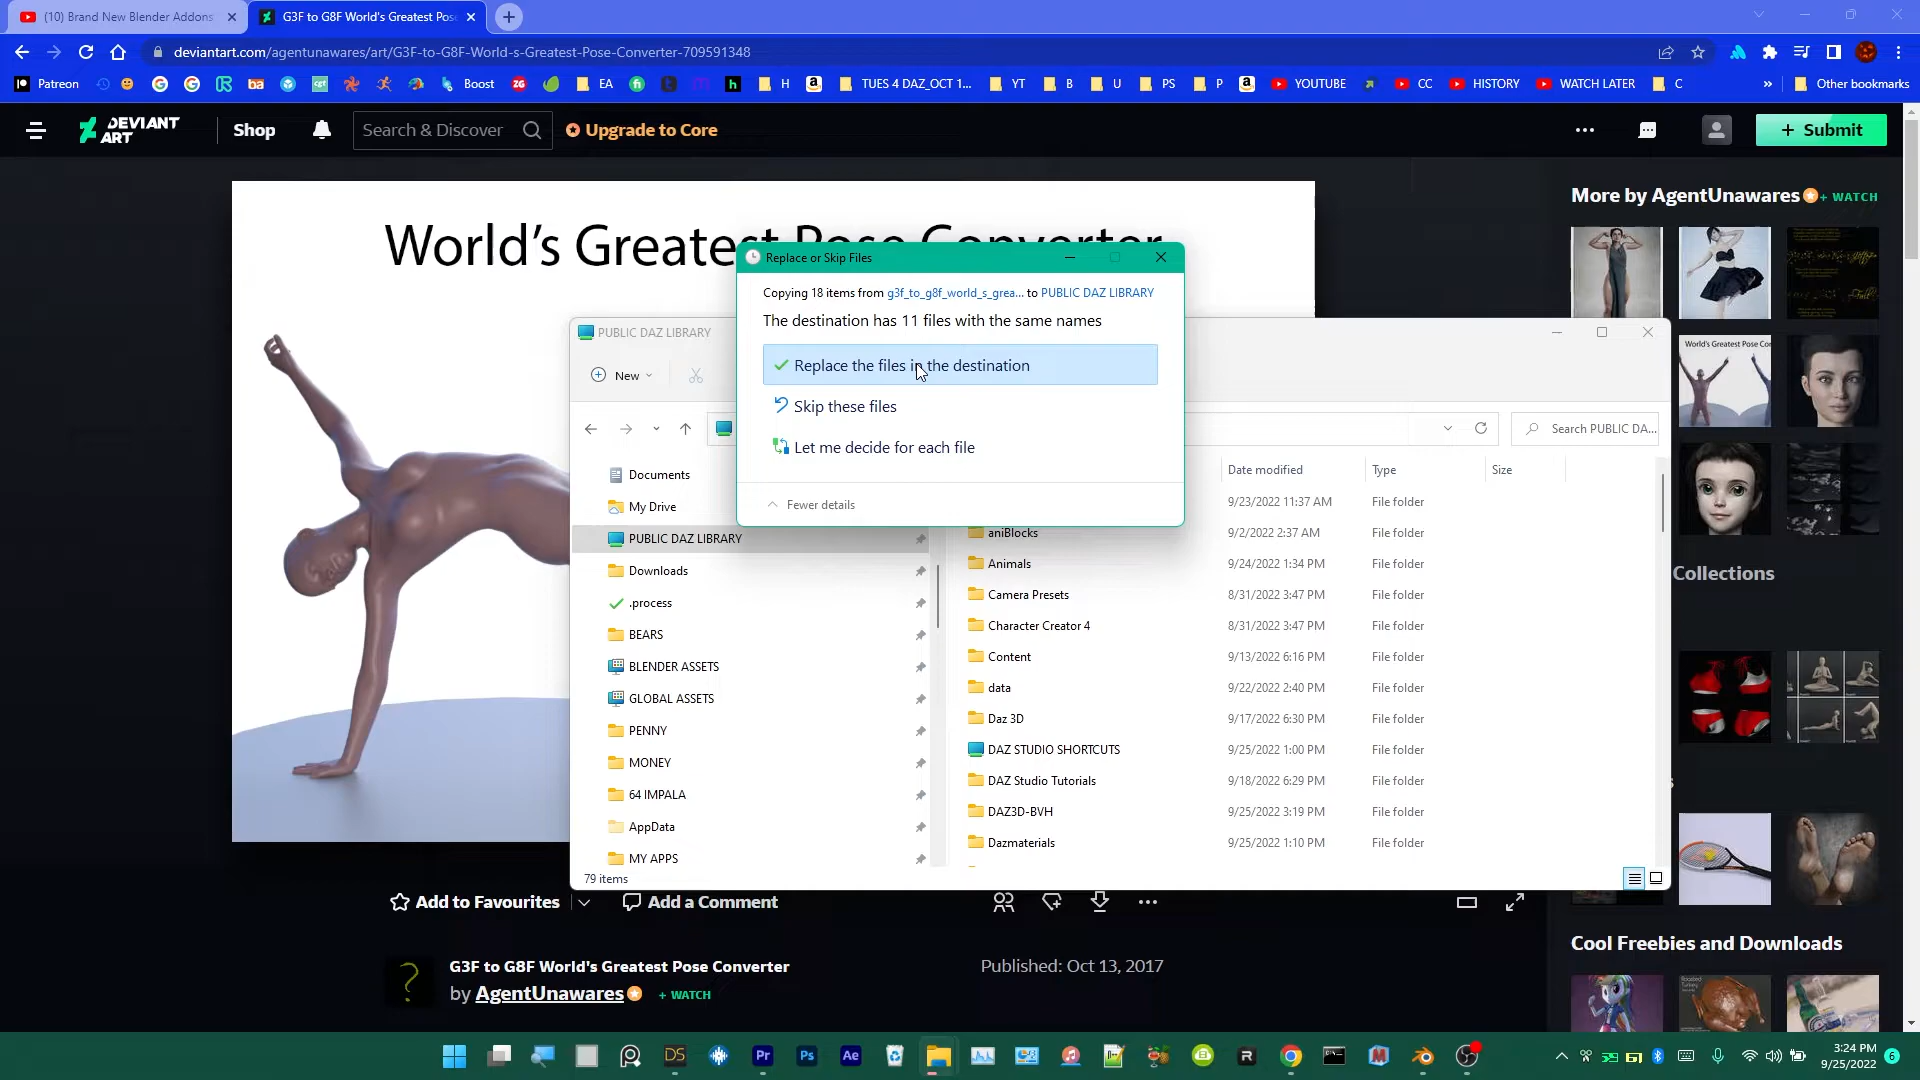 (10) Brand New Blender Addons
G3F to G8F World's Greatest Pos
deviantart.com/agentunawares/art/G3F-to-G8F-World-s-Greatest-Pose-Converter-709591348
Patreon
Boost
EA
H
TUES 4 DAZ_OCT 1...
YT
B
U
PS
P
YOUTUBE
CC
HISTORY
WATCH LATER
C
»
Other bookmarks
DEVIANT
ART
Shop
Search & Discover
Upgrade to Core
+ Submit
World's Greatest Pose Converter
More by AgentUnawares
+ WATCH
Replace or Skip Files
Copying 18 items from g3f_to_g8f_world_s_grea... to PUBLIC DAZ LIBRARY
The destination has 11 files with the same names
Replace the files in the destination
Skip these files
Let me decide for each file
Fewer details
PUBLIC DAZ LIBRARY
New
Search PUBLIC DA...
Date modified
Type
Size
Documents
My Drive
PUBLIC DAZ LIBRARY
Downloads
.process
BEARS
BLENDER ASSETS
GLOBAL ASSETS
PENNY
MONEY
64 IMPALA
AppData
MY APPS
9/23/2022 11:37 AM File folder
aniBlocks 9/2/2022 2:37 AM File folder
Animals 9/24/2022 1:34 PM File folder
Camera Presets 8/31/2022 3:47 PM File folder
Character Creator 4 8/31/2022 3:47 PM File folder
Content 9/13/2022 6:16 PM File folder
data 9/22/2022 2:40 PM File folder
Daz 3D 9/17/2022 6:30 PM File folder
DAZ STUDIO SHORTCUTS 9/25/2022 1:00 PM File folder
DAZ Studio Tutorials 9/18/2022 6:29 PM File folder
DAZ3D-BVH 9/25/2022 3:19 PM File folder
Dazmaterials 9/25/2022 1:10 PM File folder
79 items
World's Greatest Pose Con
Collections
Add to Favourites
Add a Comment
G3F to G8F World's Greatest Pose Converter
by AgentUnawares
+ WATCH
Published: Oct 13, 2017
Cool Freebies and Downloads
DS
Pr
Ps
Ae
3:24 PM
9/25/2022
6